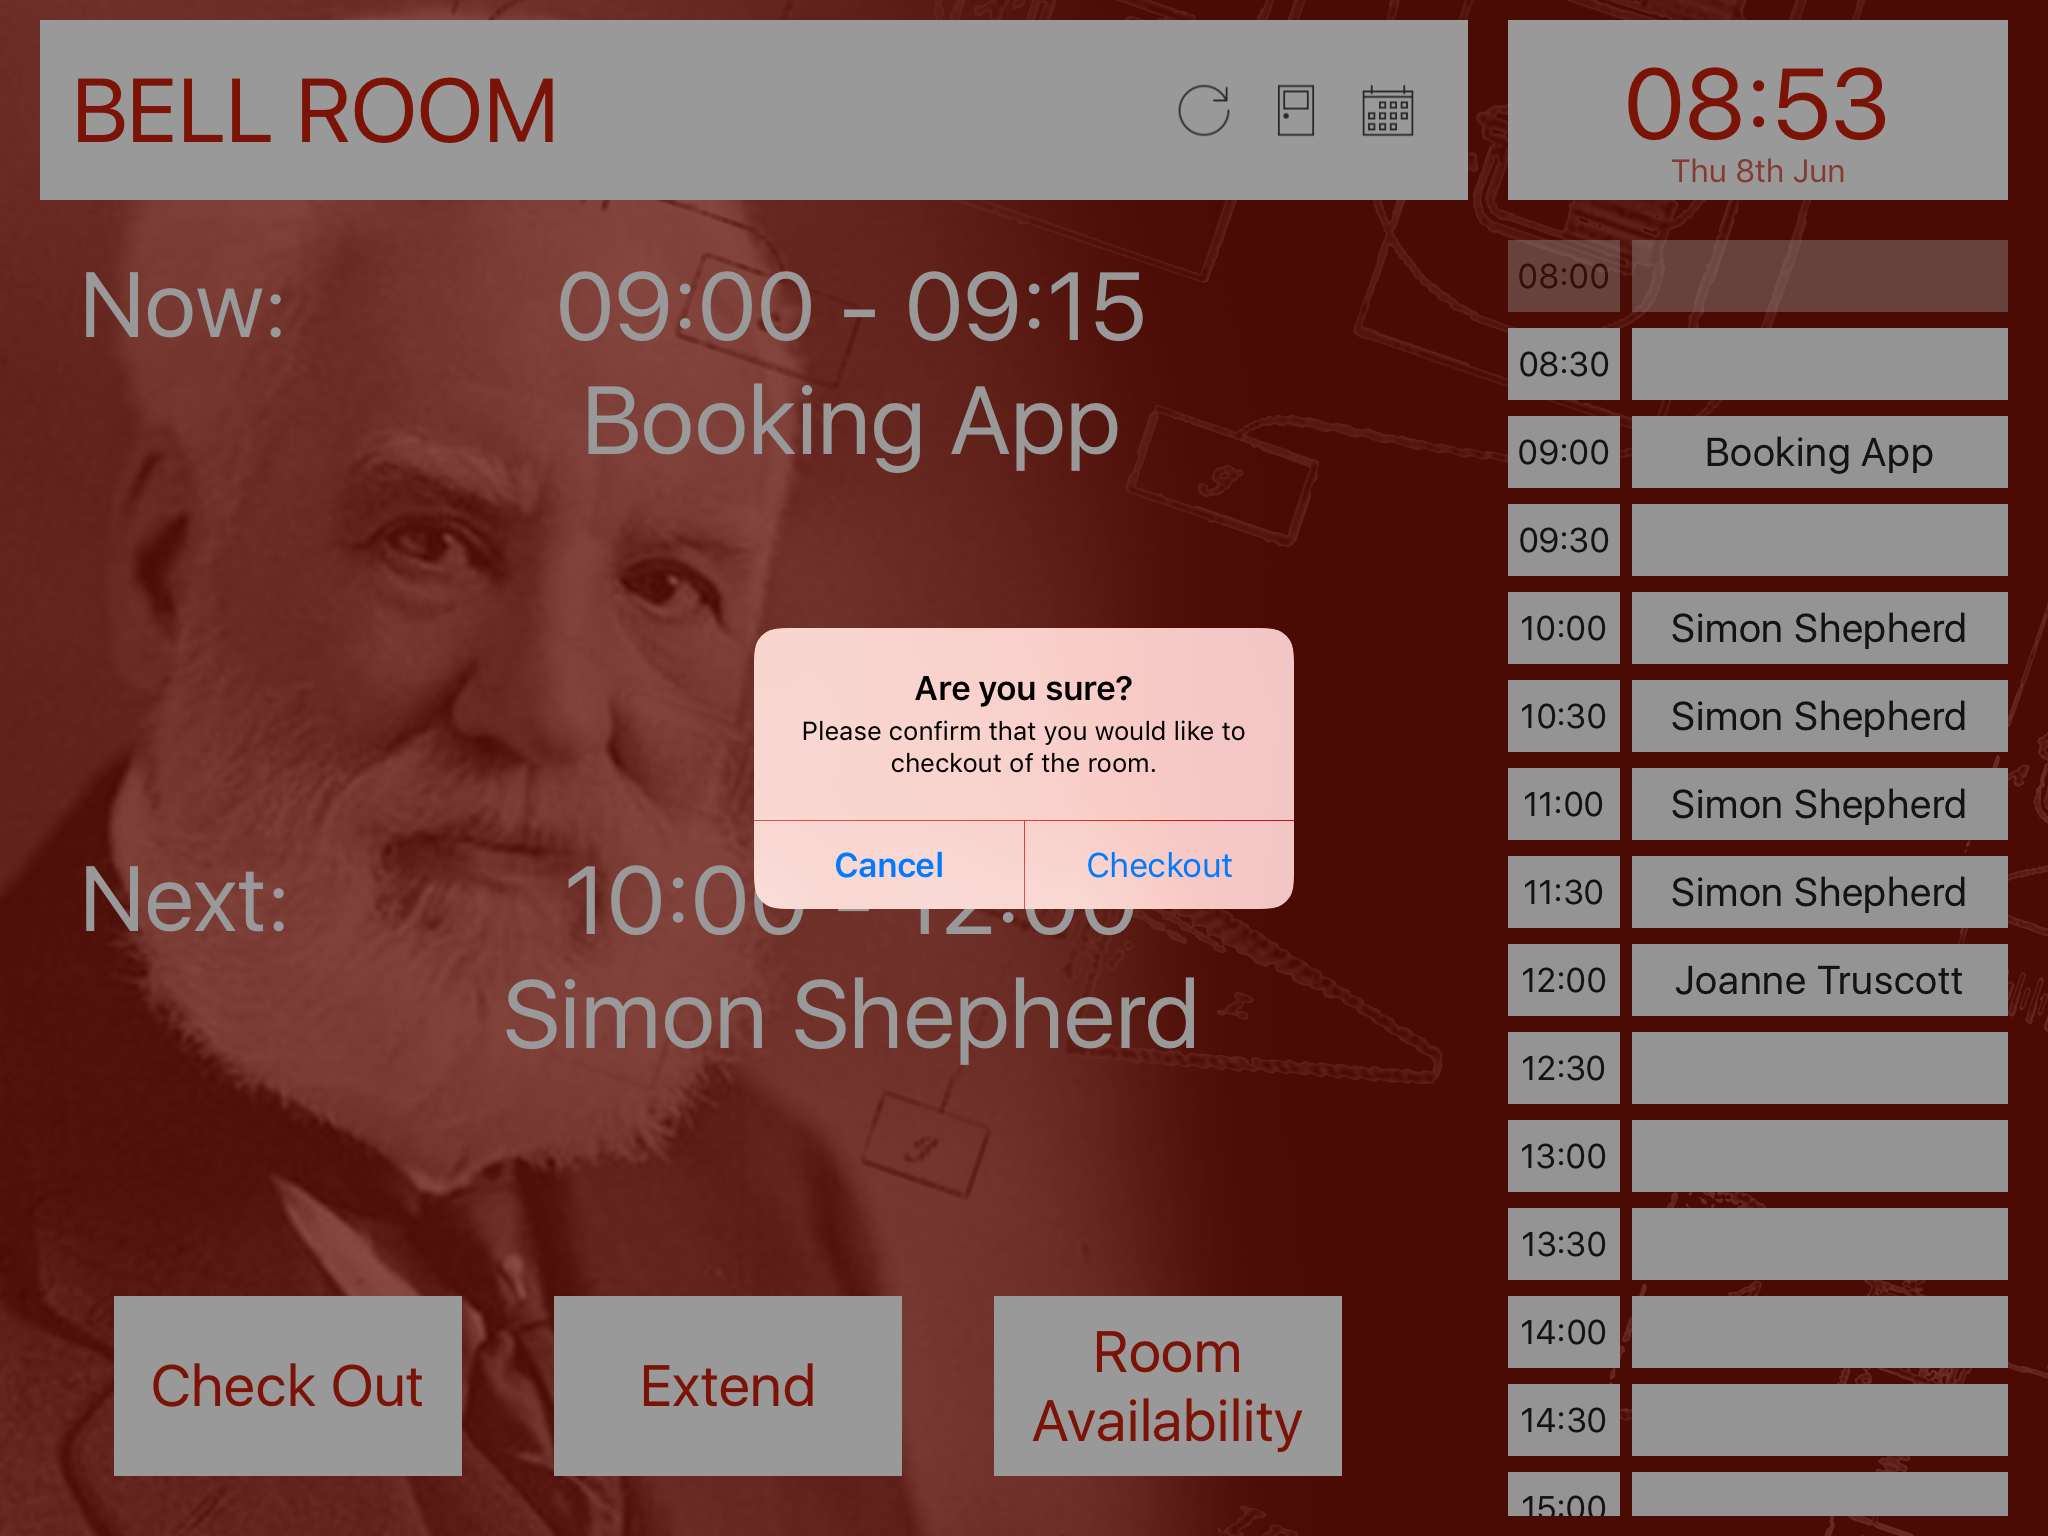 BELL ROOM
08:53
Thu 8th Jun
Now:
09:00 - 09:15
Booking App
Are you sure?
Please confirm that you would like to
checkout of the room.
Cancel
Checkout
Next:
10:00 - 12:00
Simon Shepherd
Check Out
Extend
Room
Availability
08:00
08:30
09:00 Booking App
09:30
10:00 Simon Shepherd
10:30 Simon Shepherd
11:00 Simon Shepherd
11:30 Simon Shepherd
12:00 Joanne Truscott
12:30
13:00
13:30
14:00
14:30
15:00